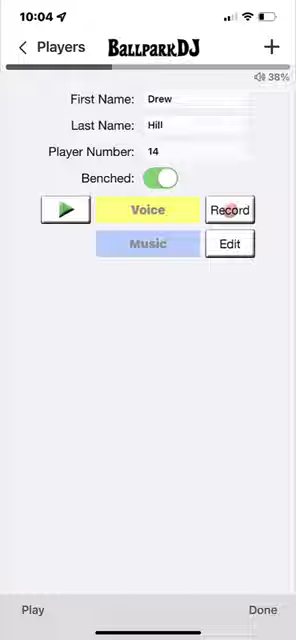 10:04
Players BALLPARKDJ +
38%
First Name: Drew
Last Name: Hill
Player Number: 14
Benched:
Voice Record
Music Edit
Play Done